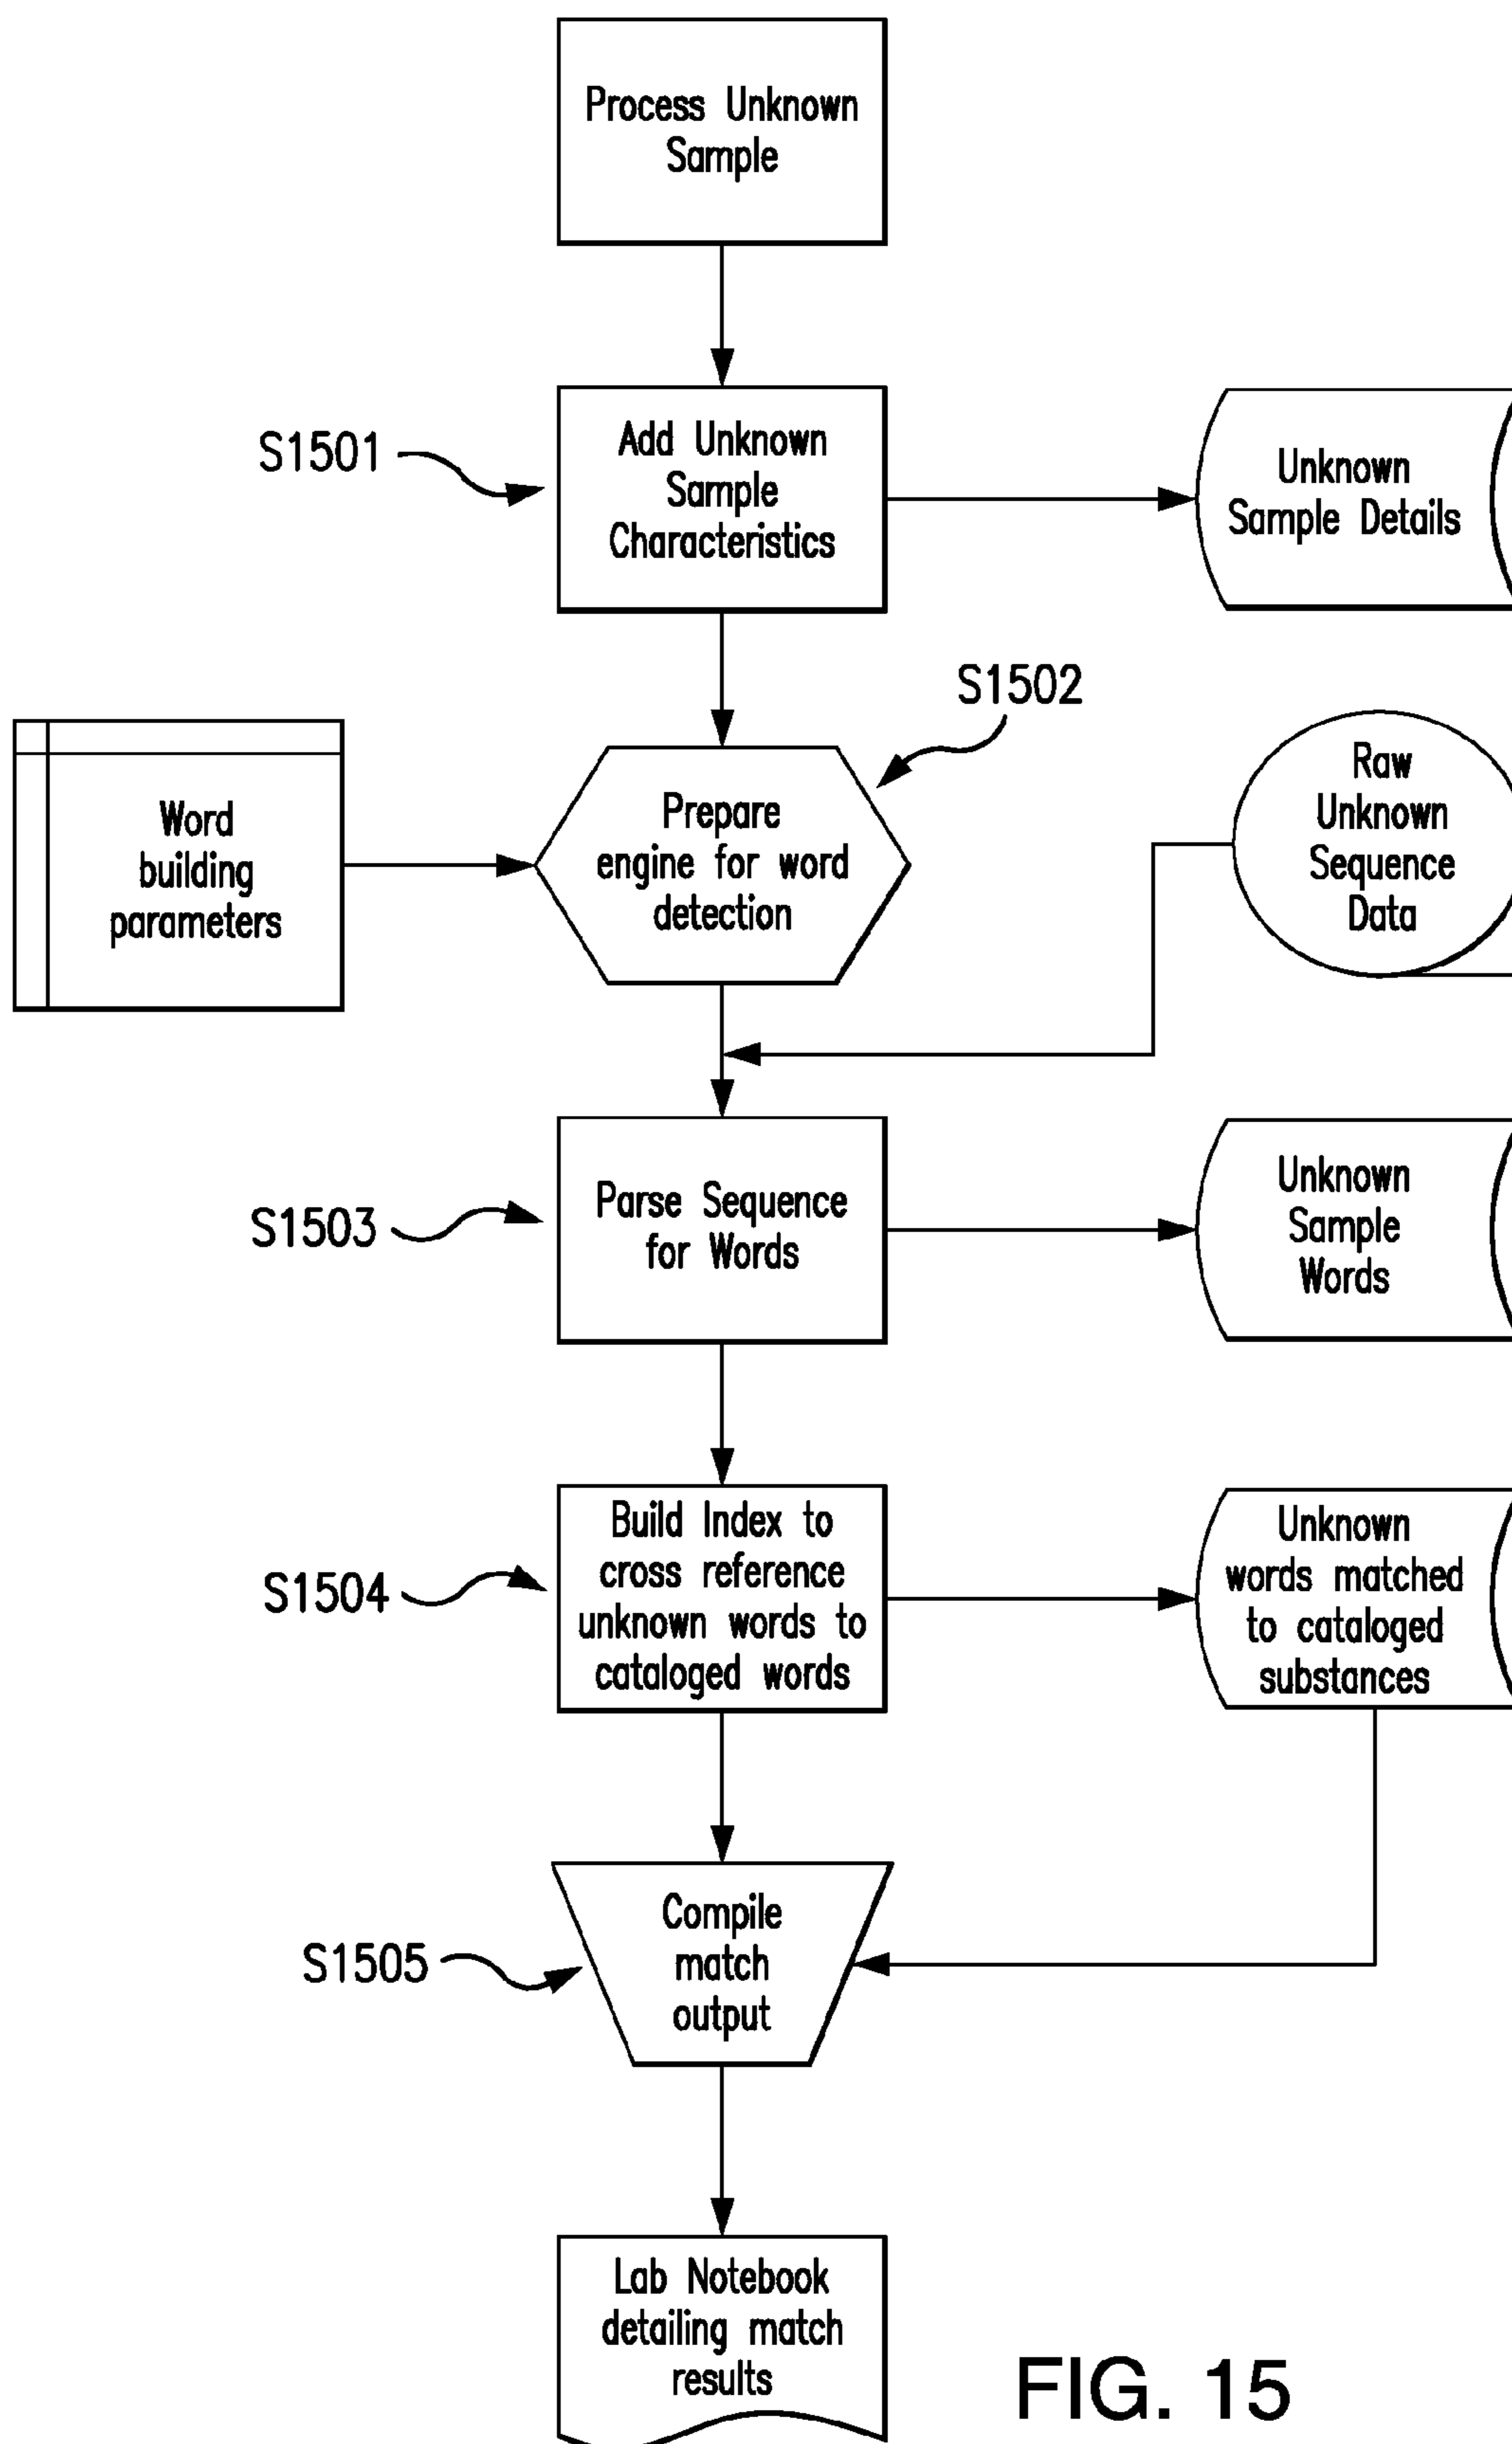 Process Unknown
Sample
S1501
Add Unknown
Sample
Characteristics
Unknown
Sample Details
S1502
Word
building
parameters
Prepare
engine for word
detection
Raw
Unknown
Sequence
Data
S1503
Parse Sequence
for Words
Unknown
Sample
Words
S1504
Build Index to
cross reference
unknown words to
cataloged words
Unknown
words matched
to cataloged
substances
S1505
Compile
match
output
Lab Notebook
detailing match
results
FIG. 15